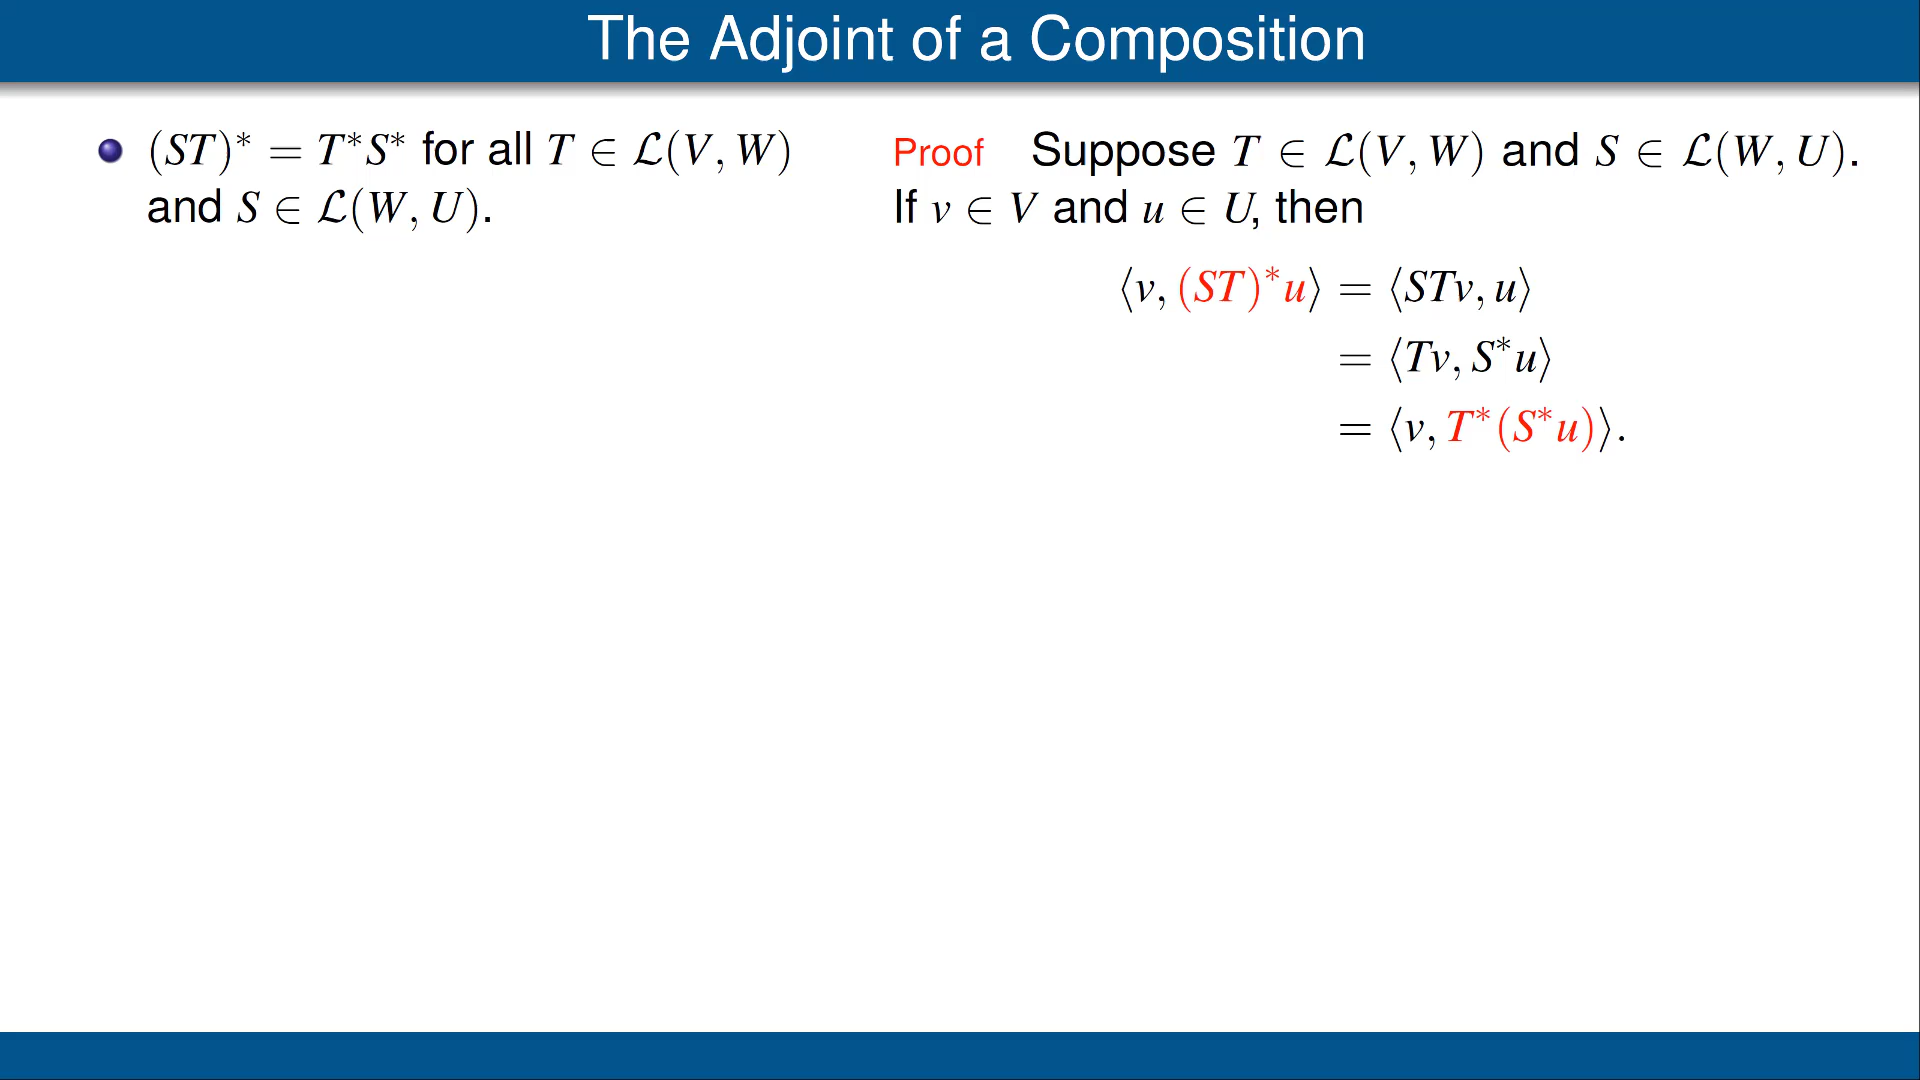 The Adjoint of a Composition
(ST)* = T*S* for all T ∈ ℒ(V, W)
and S ∈ ℒ(W, U).
Proof Suppose T ∈ ℒ(V, W) and S ∈ ℒ(W, U).
If v ∈ V and u ∈ U, then
⟨v, (ST)*u⟩ = ⟨STv, u⟩
= ⟨Tv, S*u⟩
= ⟨v, T*(S*u)⟩.